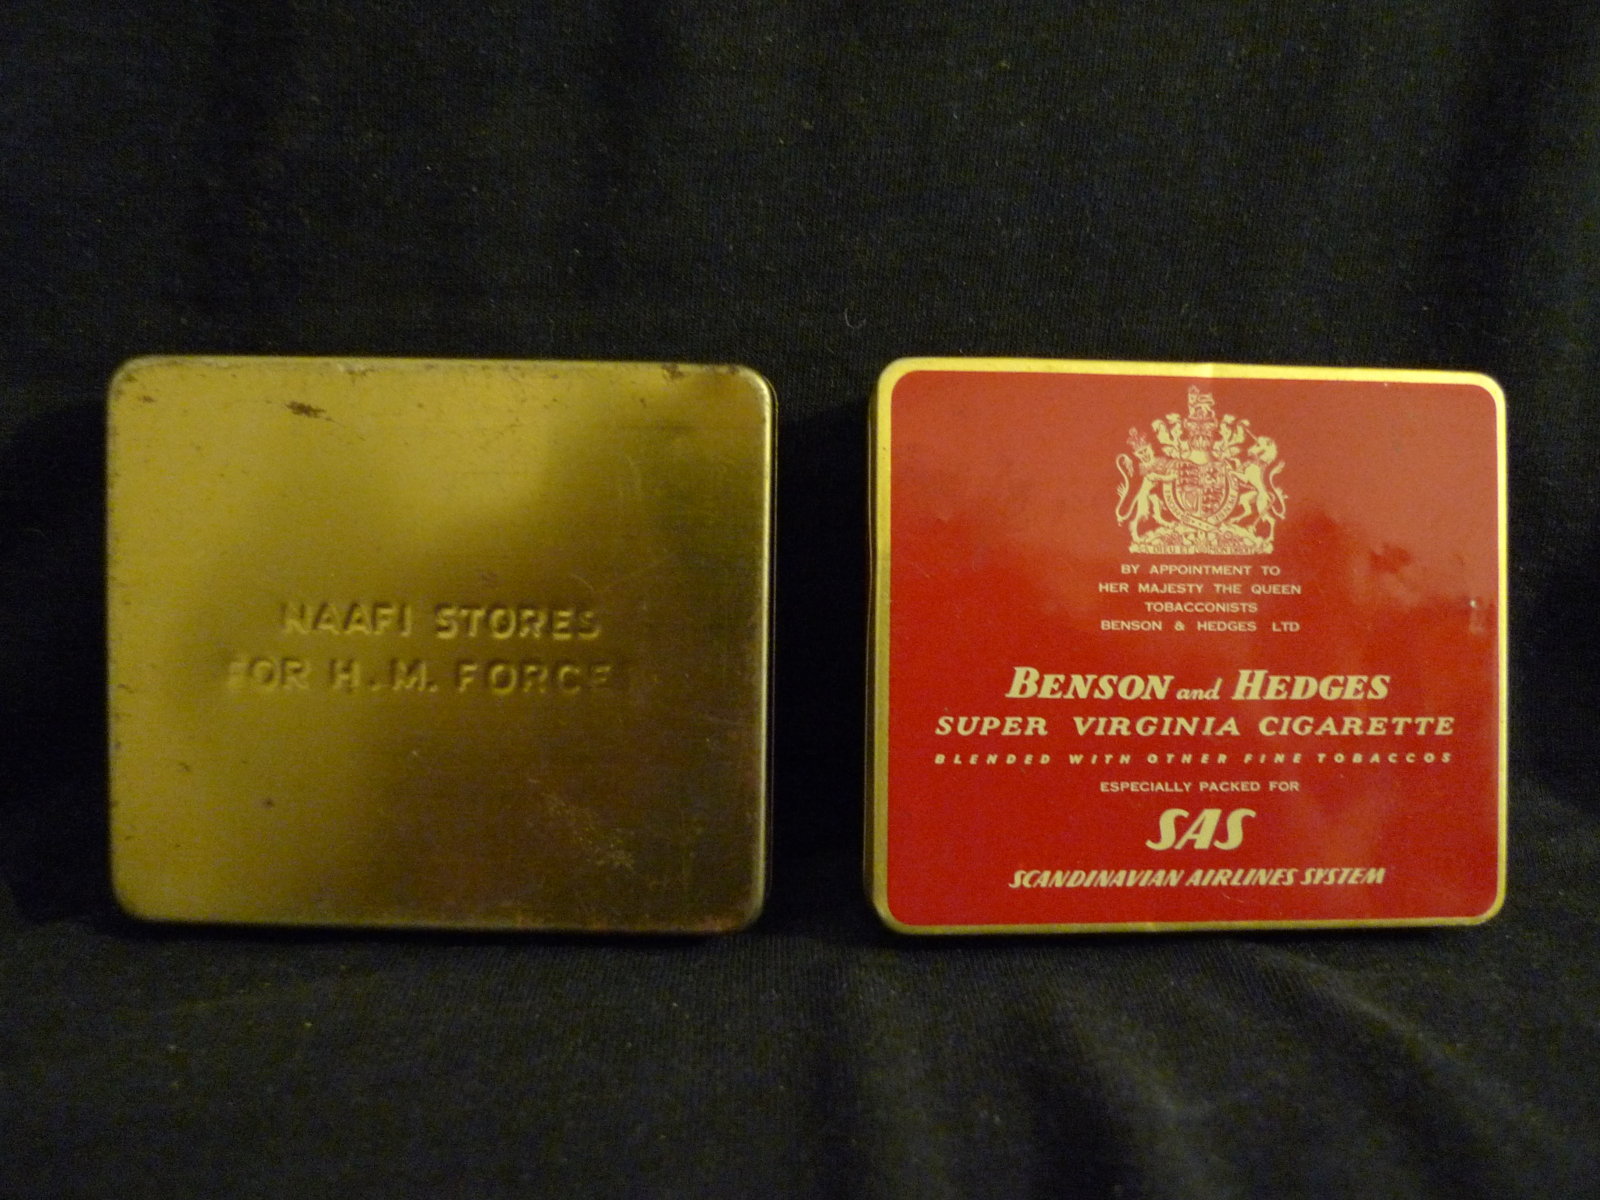 NAAFI STORES
FOR H.M. FORCES
BY APPOINTMENT TO
HER MAJESTY THE QUEEN
TOBACCONISTS
BENSON & HEDGES LTD
BENSON and HEDGES
SUPER VIRGINIA CIGARETTE
BLENDED WITH OTHER FINE TOBACCOS
ESPECIALLY PACKED FOR
SAS
SCANDINAVIAN AIRLINES SYSTEM